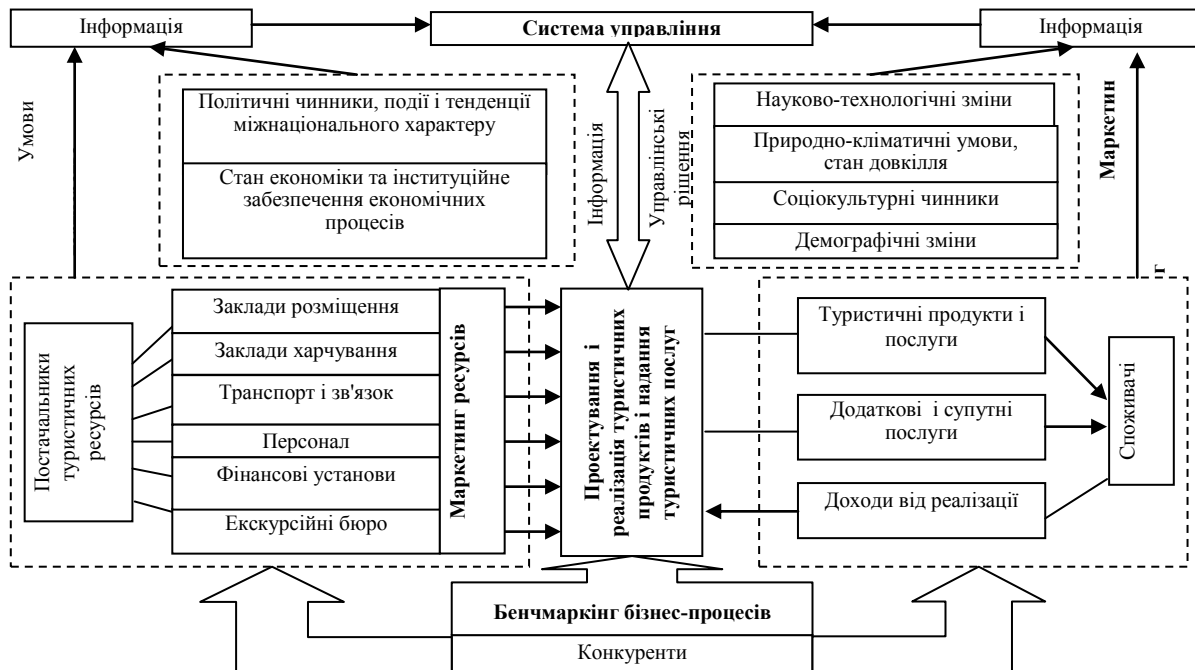 Інформація
Система управління
Інформація
Умови
Політичні чинники, події і тенденції
міжнаціонального характеру
Стан економіки та інституційне
забезпечення економічних
процесів
Інформація
Управлінські
рішення
Науково-технологічні зміни
Природно-кліматичні умови,
стан довкілля
Соціокультурні чинники
Демографічні зміни
Маркетин
Постачальники
туристичних
ресурсів
Заклади розміщення
Заклади харчування
Транспорт і зв'язок
Персонал
Фінансові установи
Екскурсійні бюро
Маркетинг ресурсів
Проектування і
реалізація туристичних
продуктів і надання
туристичних послуг
Туристичні продукти і
послуги
Додаткові і супутні
послуги
Доходи від реалізації
Споживачі
Бенчмаркінг бізнес-процесів
Конкуренти